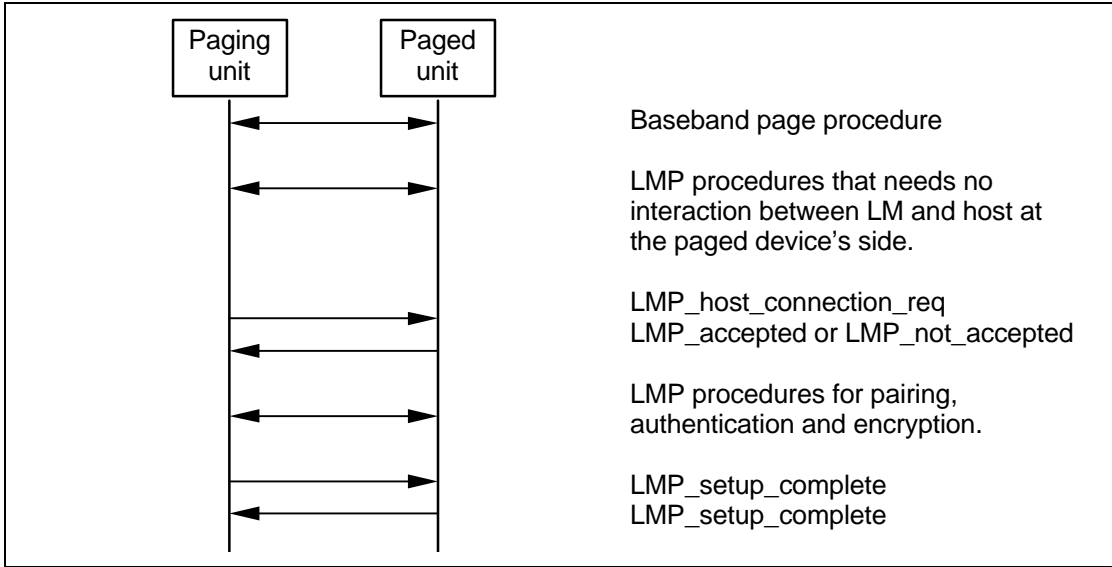 Paging
unit
Paged
unit
Baseband page procedure
LMP procedures that needs no
interaction between LM and host at
the paged device's side.
LMP_host_connection_req
LMP_accepted or LMP_not_accepted
LMP procedures for pairing,
authentication and encryption.
LMP_setup_complete
LMP_setup_complete